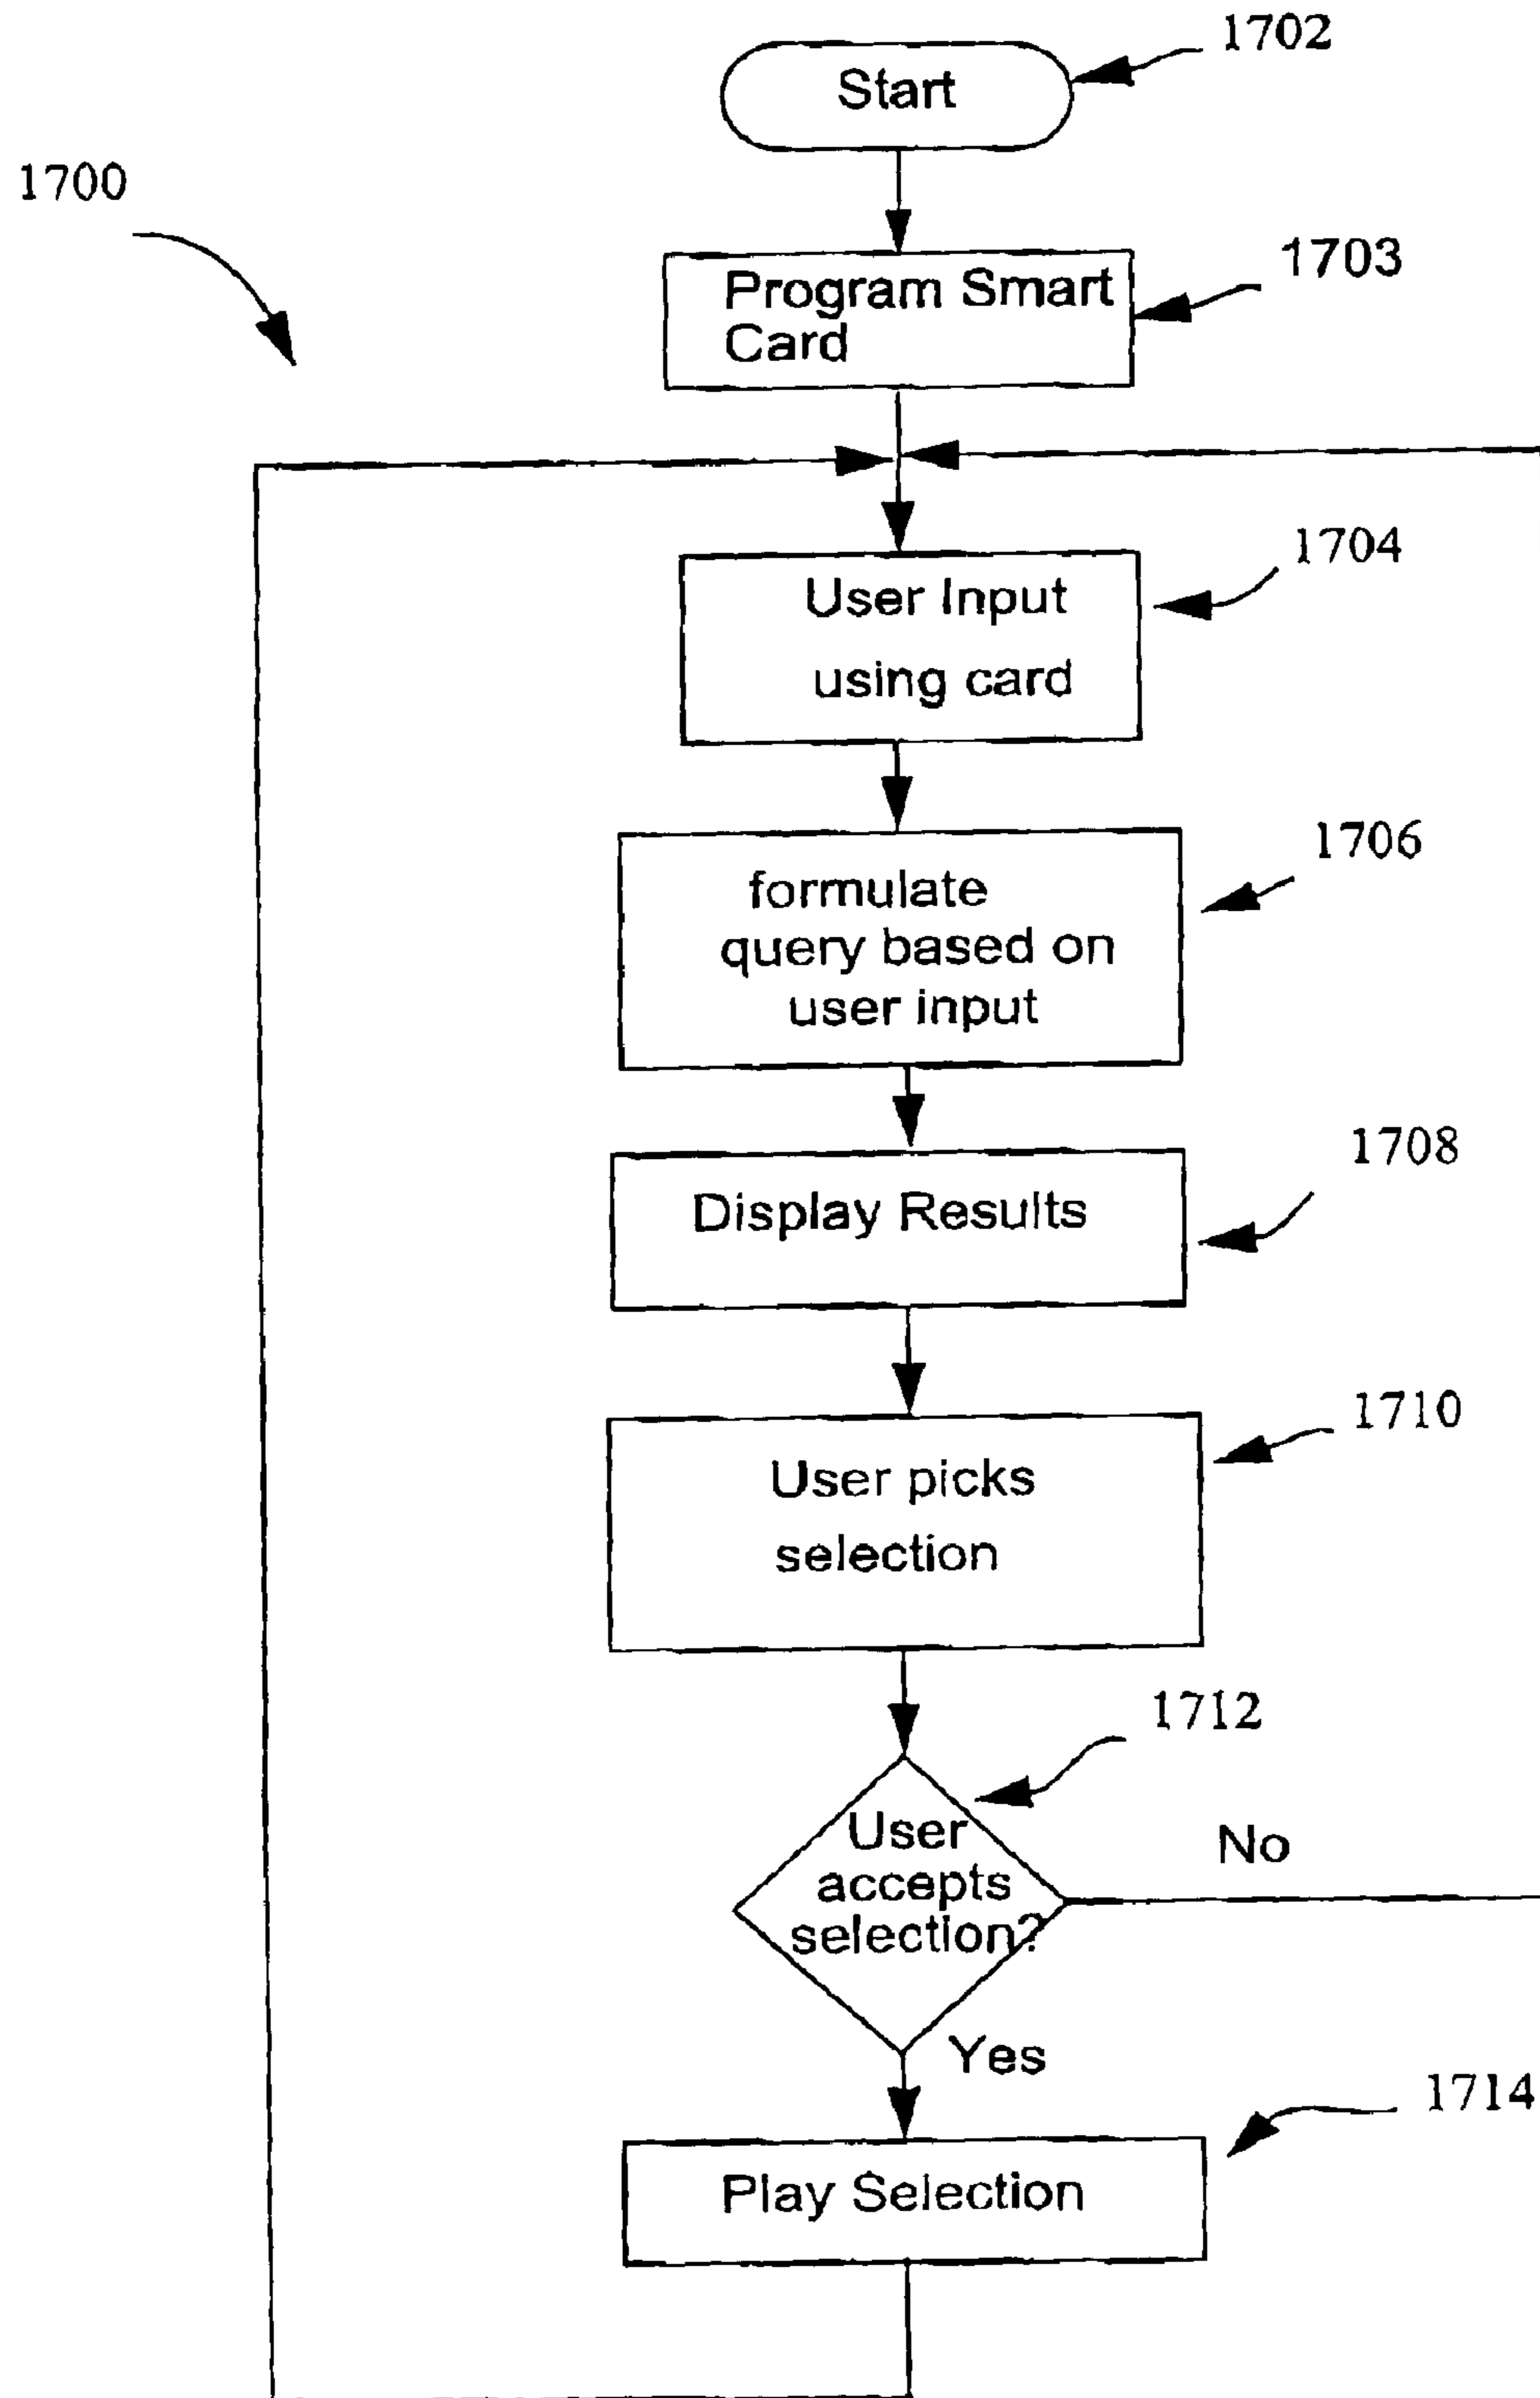 1702
Start
1700
1703
Program Smart
Card
1704
User Input
using card
1706
formulate
query based on
user input
1708
Display Results
1710
User picks
selection
1712
User
accepts
selection?
No
Yes
1714
Play Selection